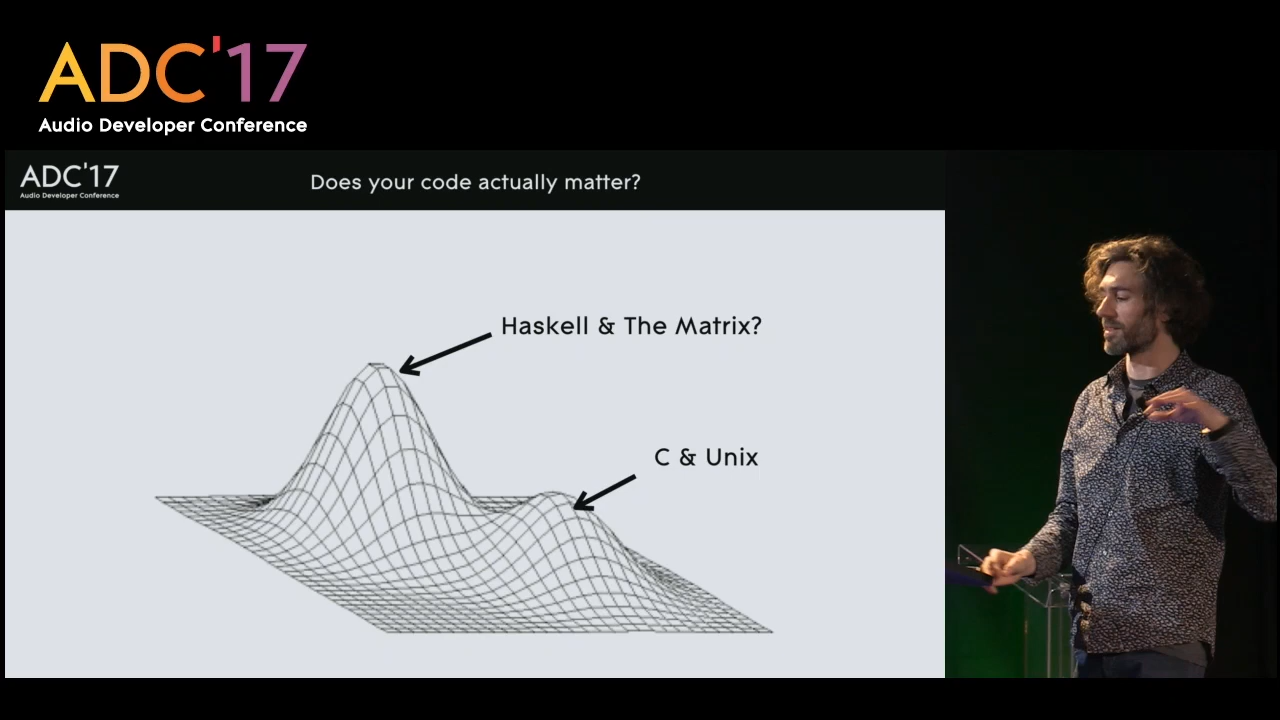 ADC'17
Audio Developer Conference
ADC'17
Audio Developer Conference
Does your code actually matter?
Haskell & The Matrix?
C & Unix